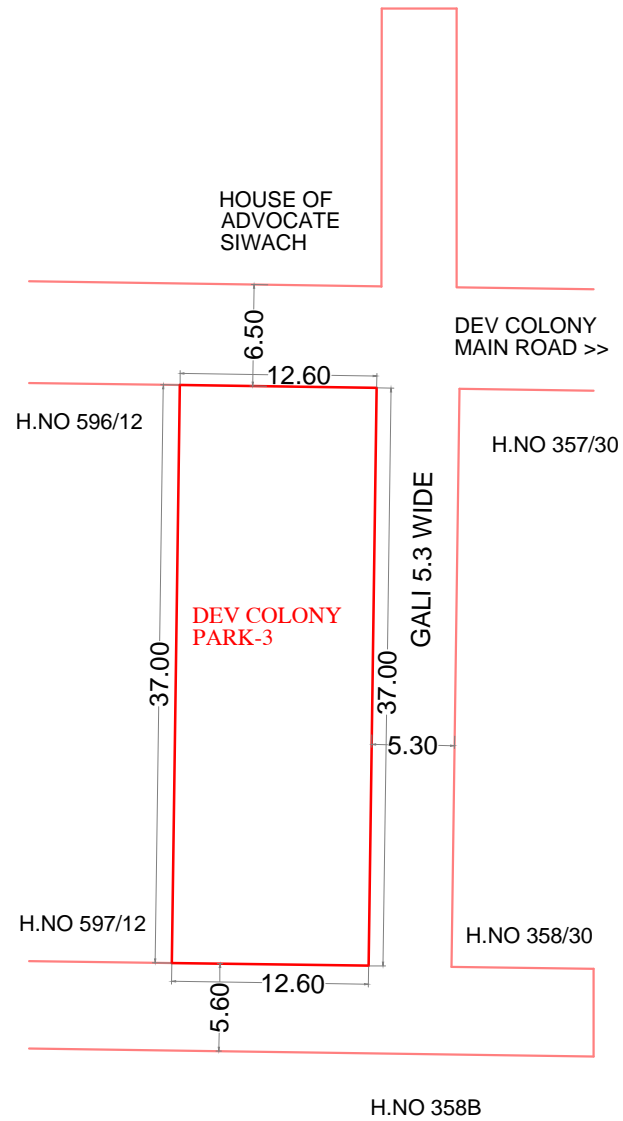 HOUSE OF
ADVOCATE
SIWACH
DEV COLONY
MAIN ROAD >>
6.50
12.60
H.NO 596/12
H.NO 357/30
GALI 5.3 WIDE
DEV COLONY
PARK-3
37.00
37.00
5.30
H.NO 597/12
H.NO 358/30
12.60
5.60
H.NO 358B